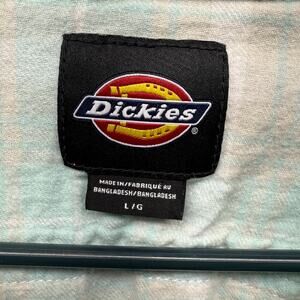 Dickies
®
MADE IN/FABRIQUÉ AU
BANGLADESH/BANGLADESH
L/G